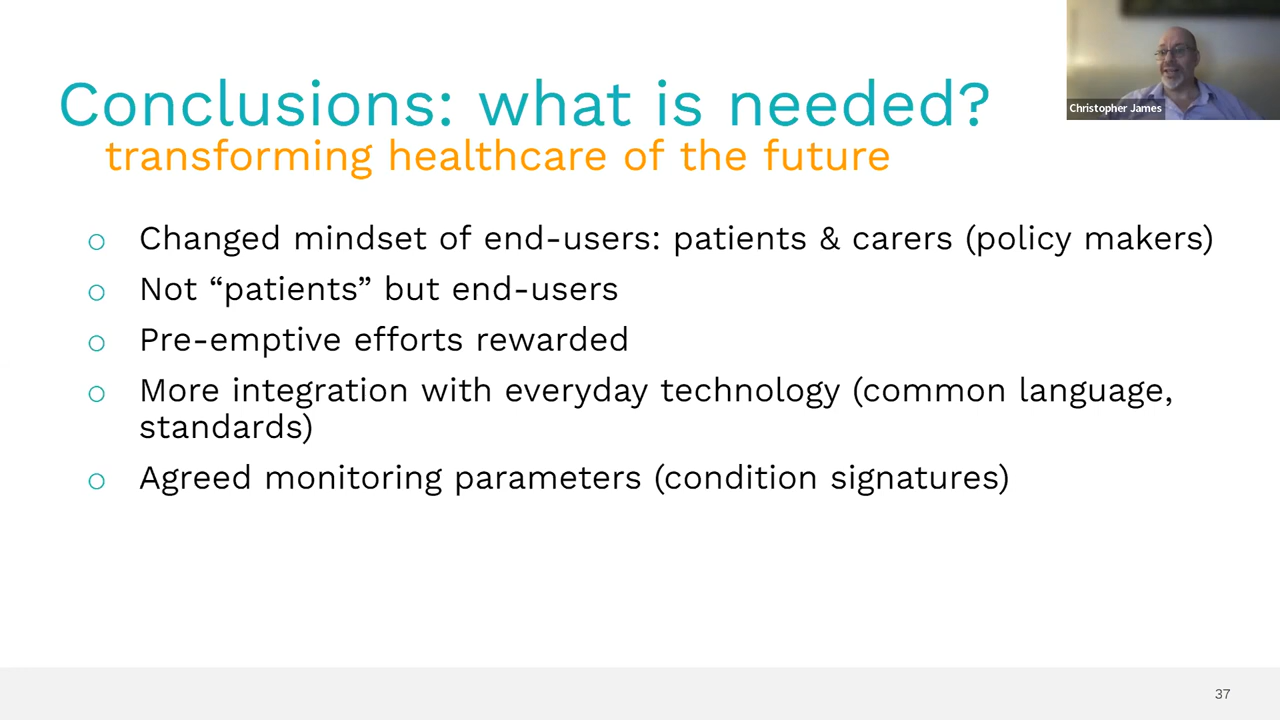 Conclusions: what is needed?
transforming healthcare of the future
Christopher James
o Changed mindset of end-users: patients & carers (policy makers)
o Not “patients” but end-users
o Pre-emptive efforts rewarded
o More integration with everyday technology (common language,
standards)
o Agreed monitoring parameters (condition signatures)
37